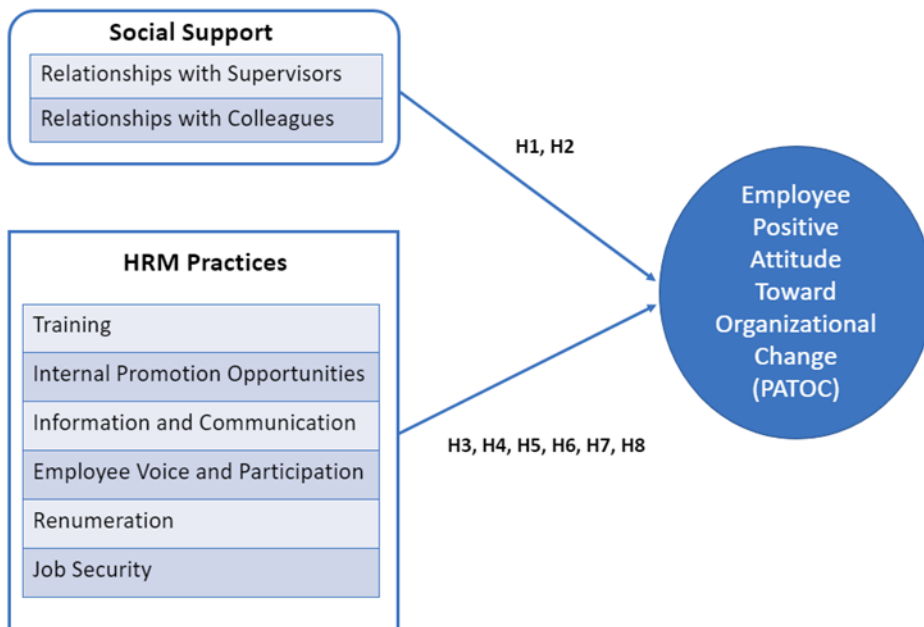 Social Support
Relationships with Supervisors
Relationships with Colleagues
H1, H2
HRM Practices
Training
Internal Promotion Opportunities
Information and Communication
Employee Voice and Participation
Renumeration
Job Security
H3, H4, H5, H6, H7, H8
Employee
Positive
Attitude
Toward
Organizational
Change
(PATOC)